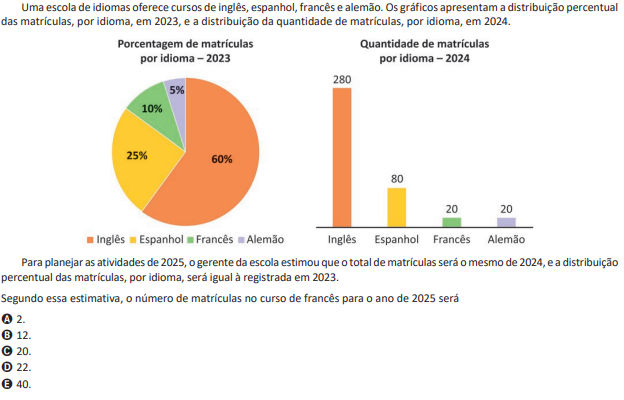 Uma escola de idiomas oferece cursos de inglês, espanhol, francês e alemão. Os gráficos apresentam a distribuição percentual
das matrículas, por idioma, em 2023, e a distribuição da quantidade de matrículas, por idioma, em 2024.
Porcentagem de matrículas
por idioma – 2023
5%
10%
25%
60%
Inglês Espanhol Francês Alemão
Quantidade de matrículas
por idioma – 2024
280
80
20
20
Inglês Espanhol Francês Alemão
Para planejar as atividades de 2025, o gerente da escola estimou que o total de matrículas será o mesmo de 2024, e a distribuição
percentual das matrículas, por idioma, será igual à registrada em 2023.
Segundo essa estimativa, o número de matrículas no curso de francês para o ano de 2025 será
A 2.
B 12.
C 20.
D 22.
E 40.